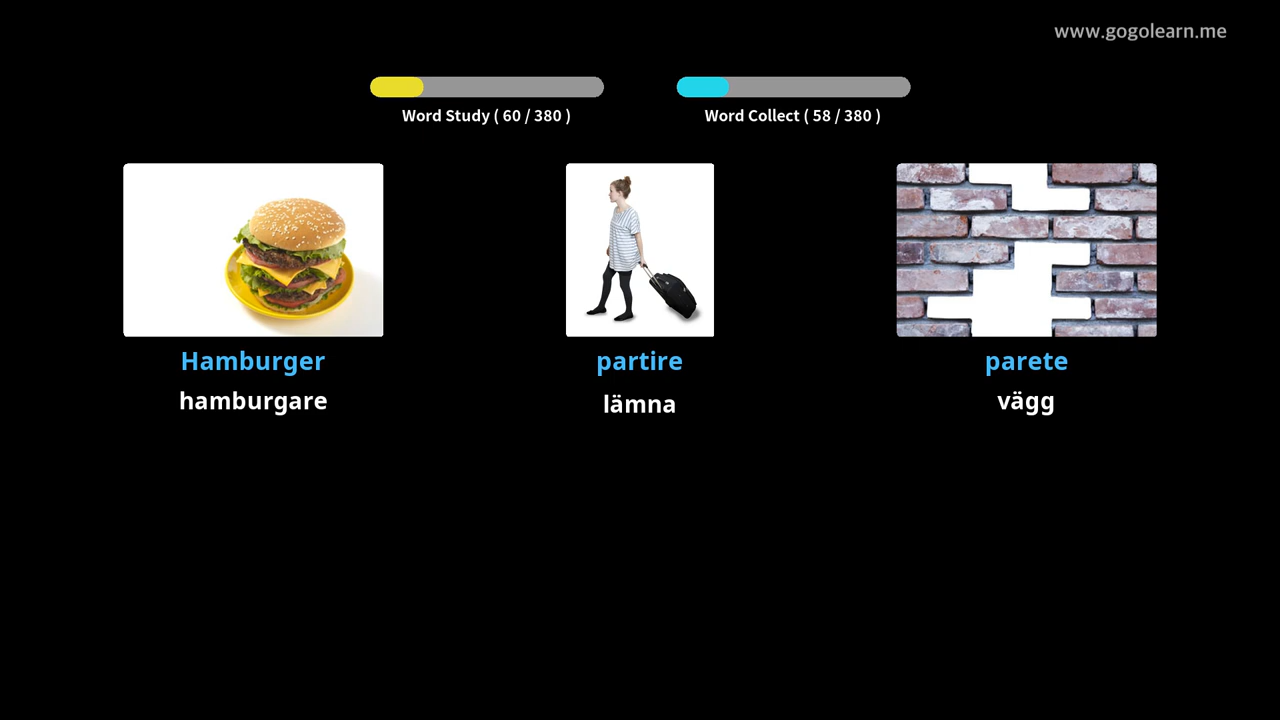 www.gogolearn.me
Word Study ( 60 / 380 )
Word Collect ( 58 / 380 )
Hamburger
hamburgare
partire
lämna
parete
vägg